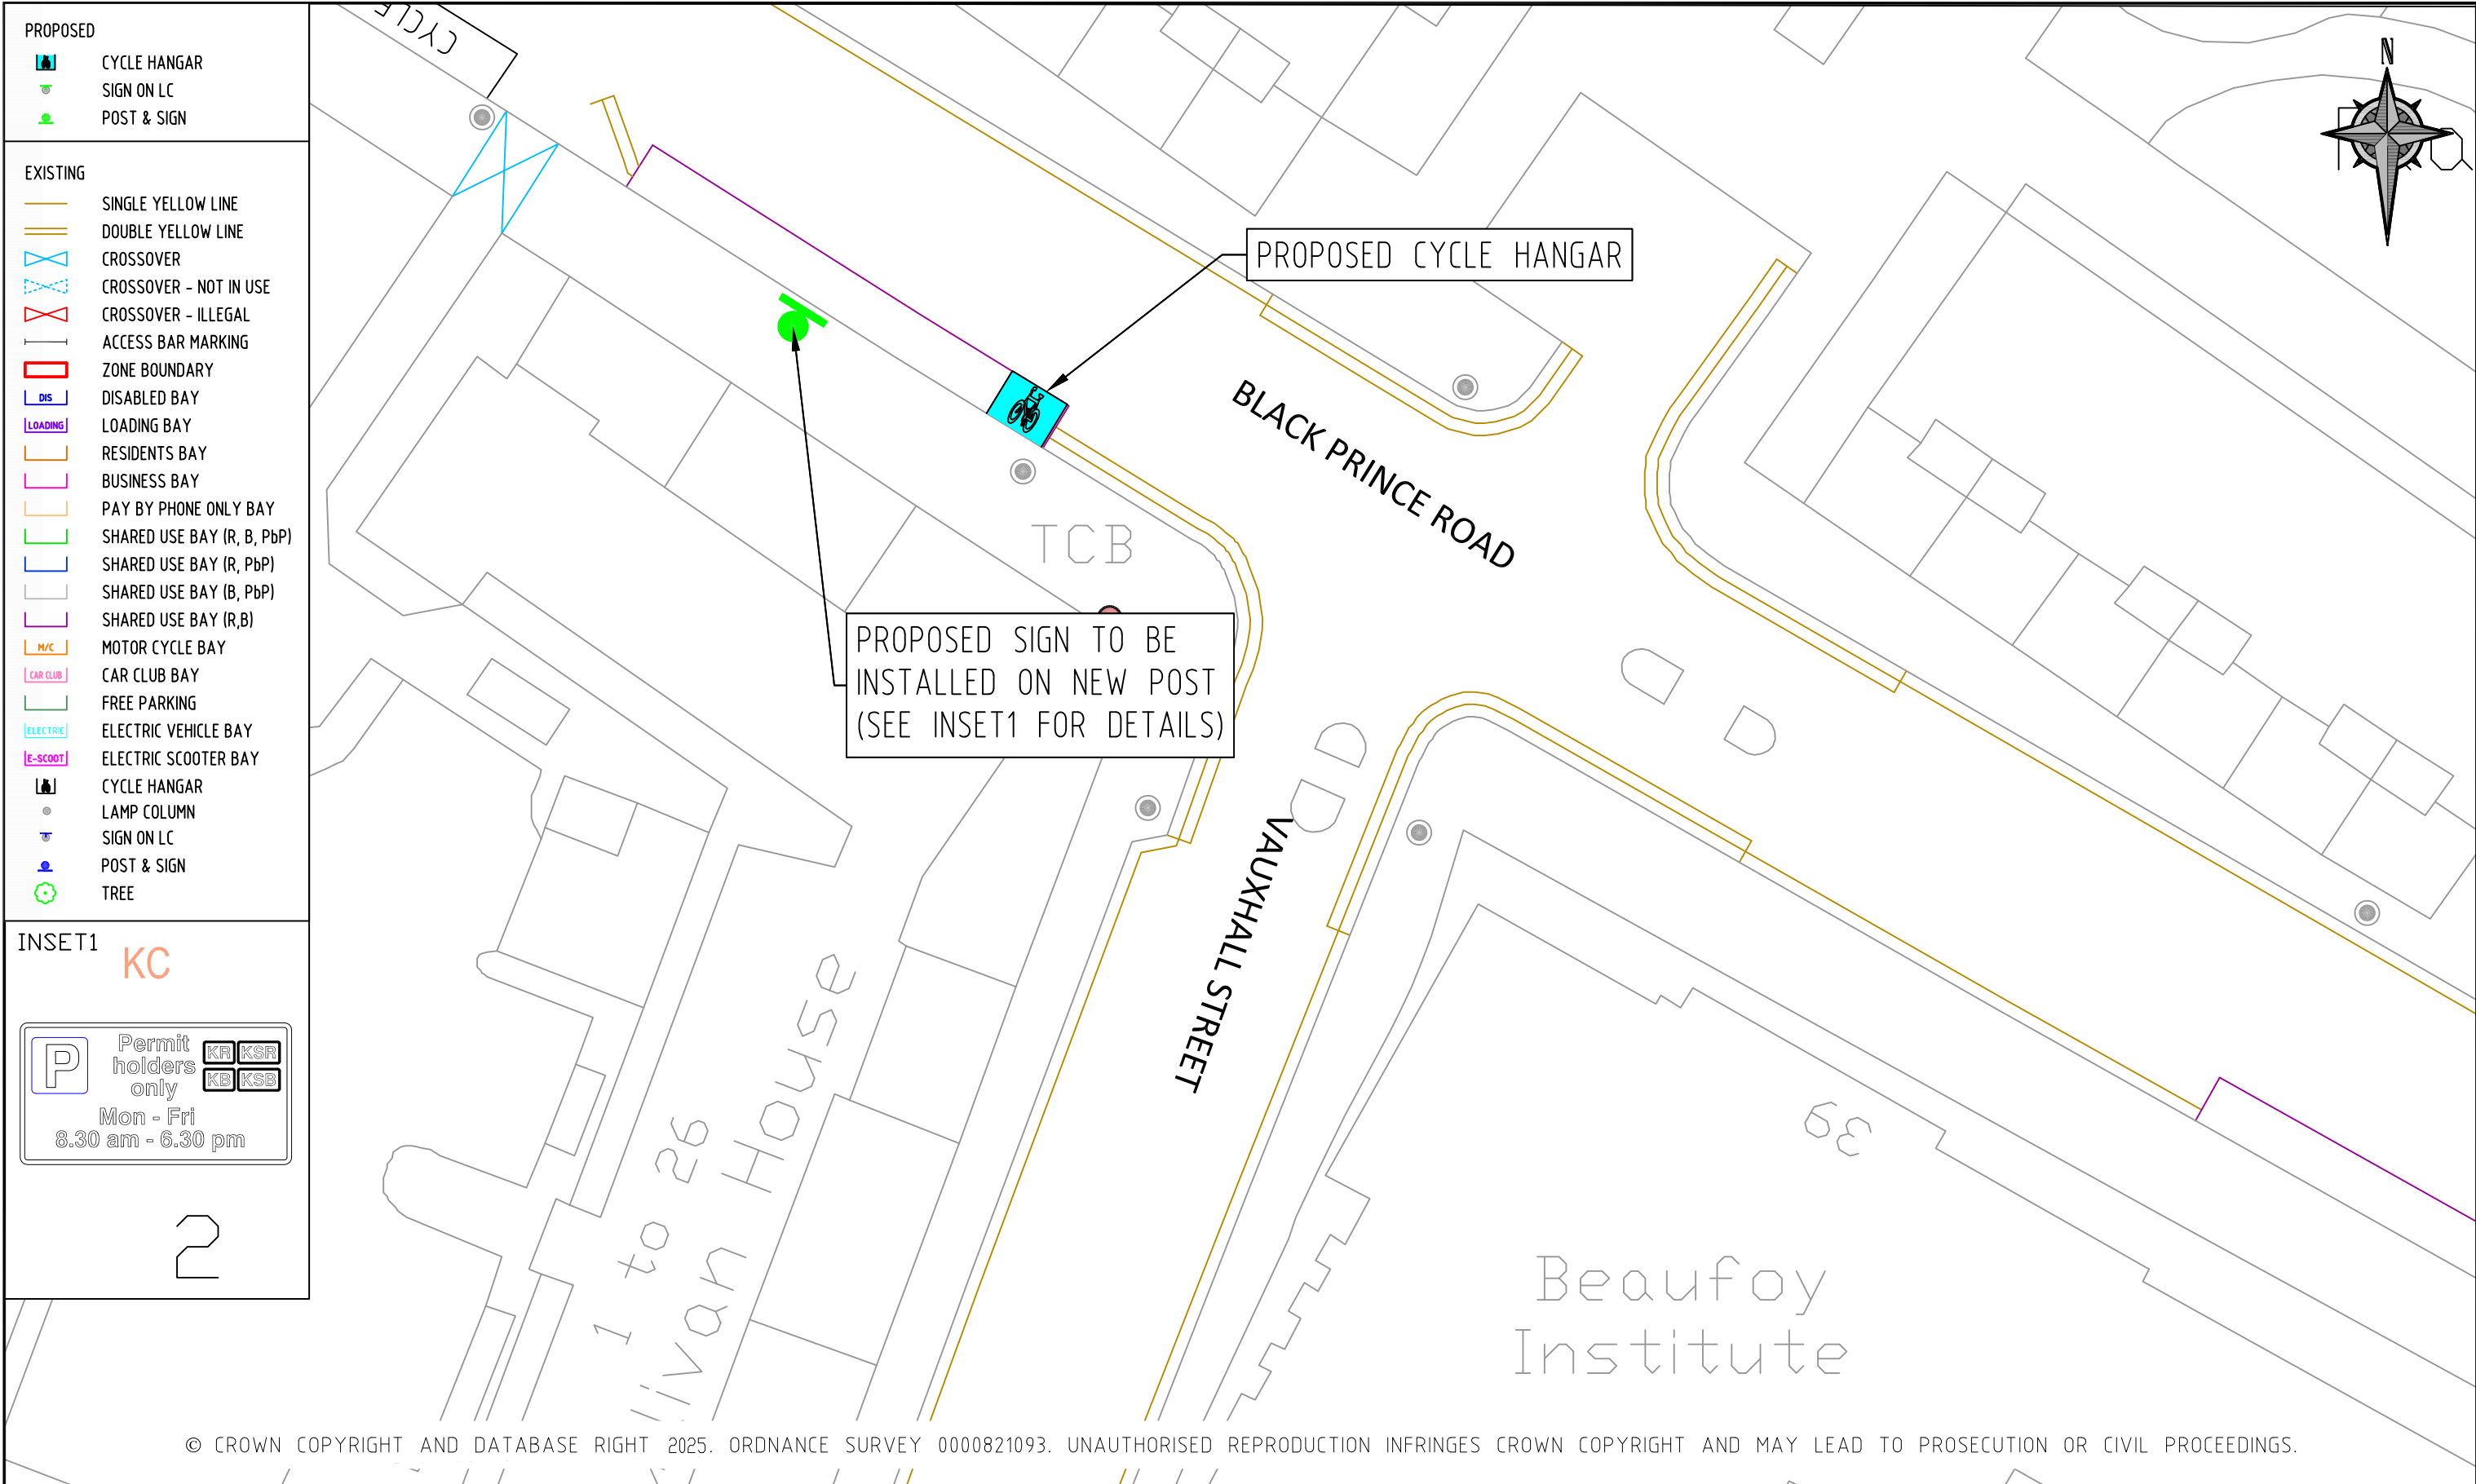 PROPOSED
CYCLE HANGAR
SIGN ON LC
POST & SIGN
EXISTING
SINGLE YELLOW LINE
DOUBLE YELLOW LINE
CROSSOVER
CROSSOVER - NOT IN USE
CROSSOVER - ILLEGAL
ACCESS BAR MARKING
ZONE BOUNDARY
DIS DISABLED BAY
LOADING LOADING BAY
RESIDENTS BAY
BUSINESS BAY
PAY BY PHONE ONLY BAY
SHARED USE BAY (R, B, PbP)
SHARED USE BAY (R, PbP)
SHARED USE BAY (B, PbP)
SHARED USE BAY (R,B)
M/C MOTOR CYCLE BAY
CAR CLUB CAR CLUB BAY
FREE PARKING
ELECTRIC ELECTRIC VEHICLE BAY
E-SCOOT ELECTRIC SCOOTER BAY
CYCLE HANGAR
LAMP COLUMN
SIGN ON LC
POST & SIGN
TREE
INSET1
KC
P
Permit
holders
only
KR KSR
KB KSB
Mon - Fri
8.30 am - 6.30 pm
2
CYCLE
N
PROPOSED CYCLE HANGAR
BLACK PRINCE ROAD
TCB
PROPOSED SIGN TO BE
INSTALLED ON NEW POST
(SEE INSET1 FOR DETAILS)
VAUXHALL STREET
1 to 26
House
39
Beaufoy
Institute
© CROWN COPYRIGHT AND DATABASE RIGHT 2025. ORDNANCE SURVEY 0000821093. UNAUTHORISED REPRODUCTION INFRINGES CROWN COPYRIGHT AND MAY LEAD TO PROSECUTION OR CIVIL PROCEEDINGS.